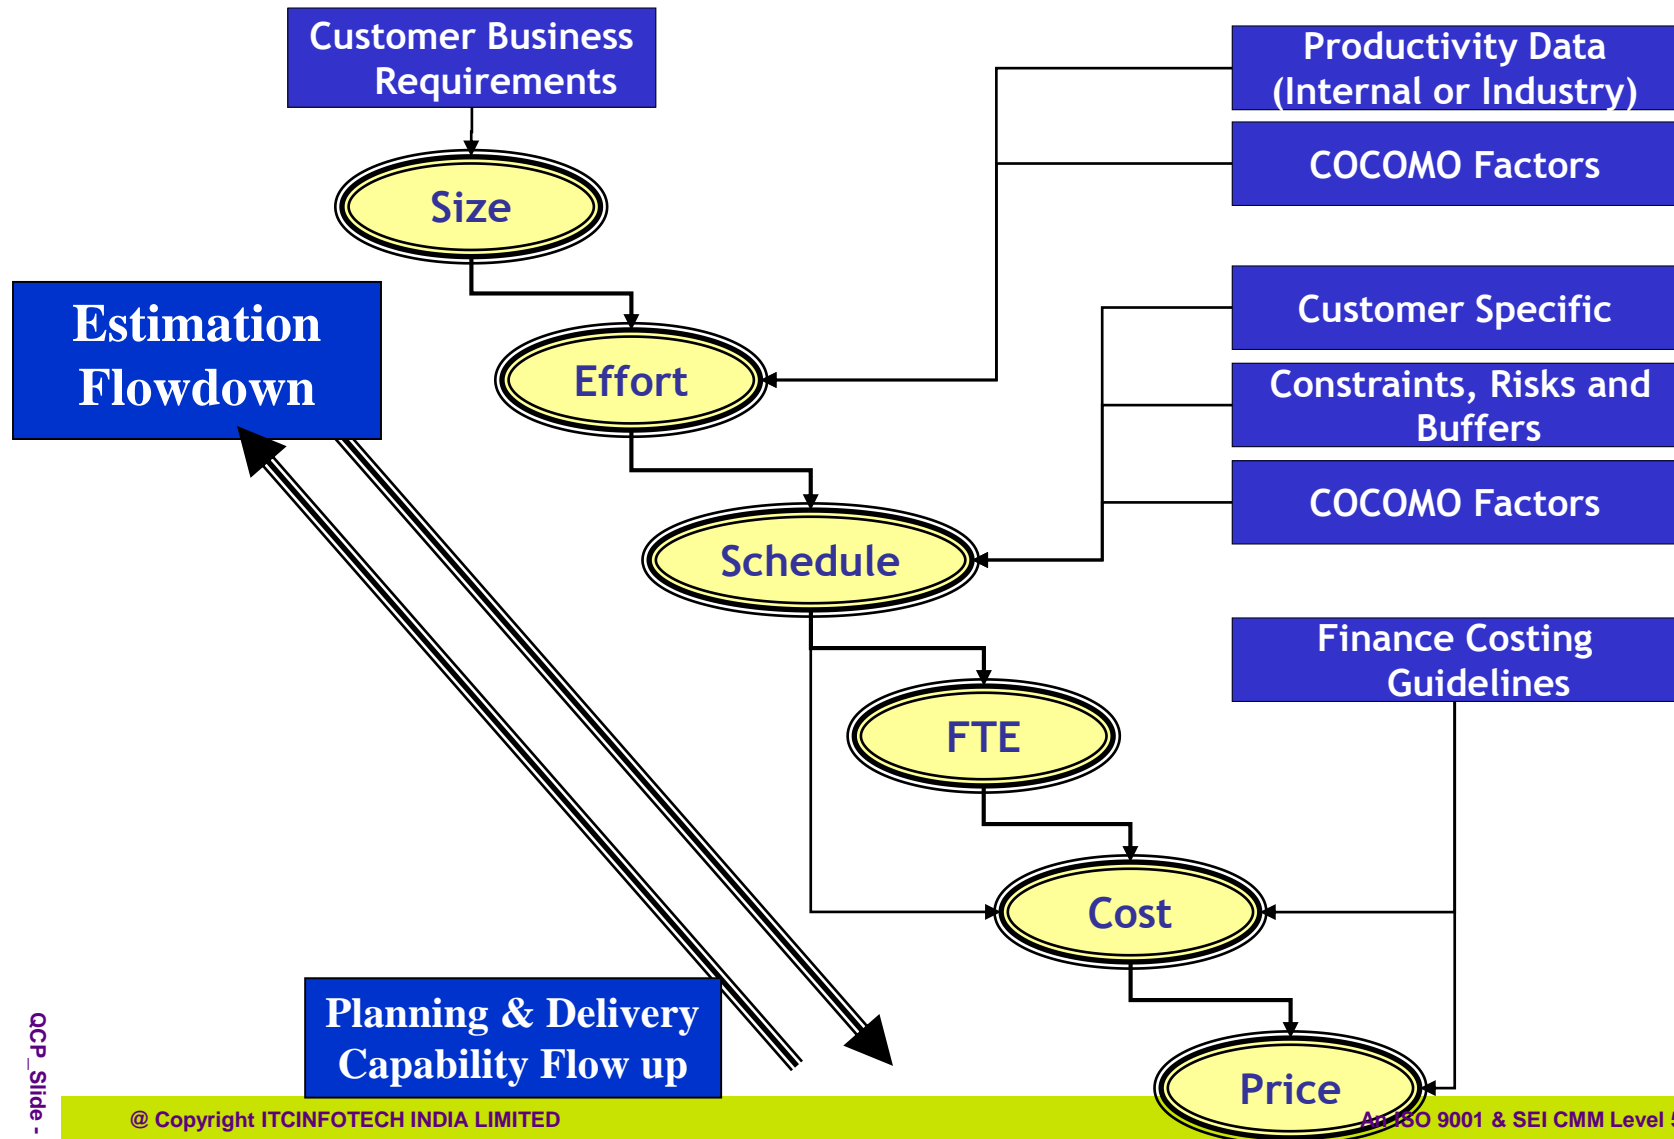 Customer Business
Requirements
Productivity Data
(Internal or Industry)
COCOMO Factors
Size
Customer Specific
Estimation
Flowdown
Effort
Constraints, Risks and
Buffers
COCOMO Factors
Schedule
Finance Costing
Guidelines
FTE
Cost
Planning & Delivery
Capability Flow up
Price
QCP_Slide -
@ Copyright ITCINFOTECH INDIA LIMITED
An ISO 9001 & SEI CMM Level 5